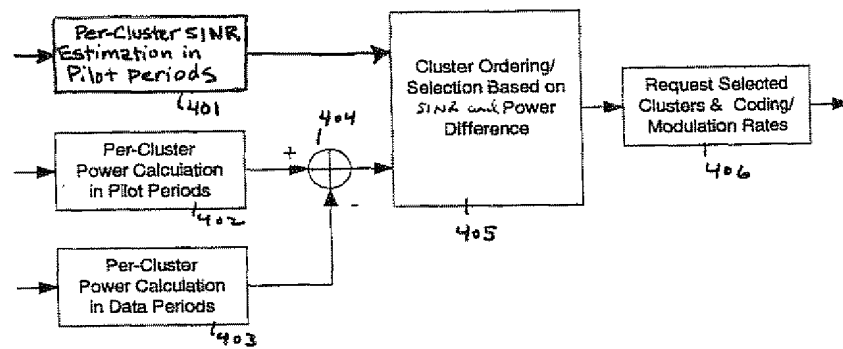 Per-Cluster SINR
Estimation in
Pilot Periods
401
Per-Cluster
Power Calculation
in Pilot Periods
402
Per-Cluster
Power Calculation
in Data Periods
403
404
+
-
Cluster Ordering/
Selection Based on
SINR and Power
Difference
405
Request Selected
Clusters & Coding/
Modulation Rates
406